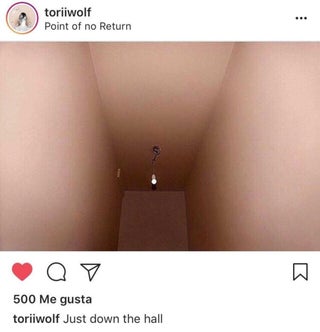 toriiwolf
Point of no Return
500 Me gusta
toriiwolf Just down the hall